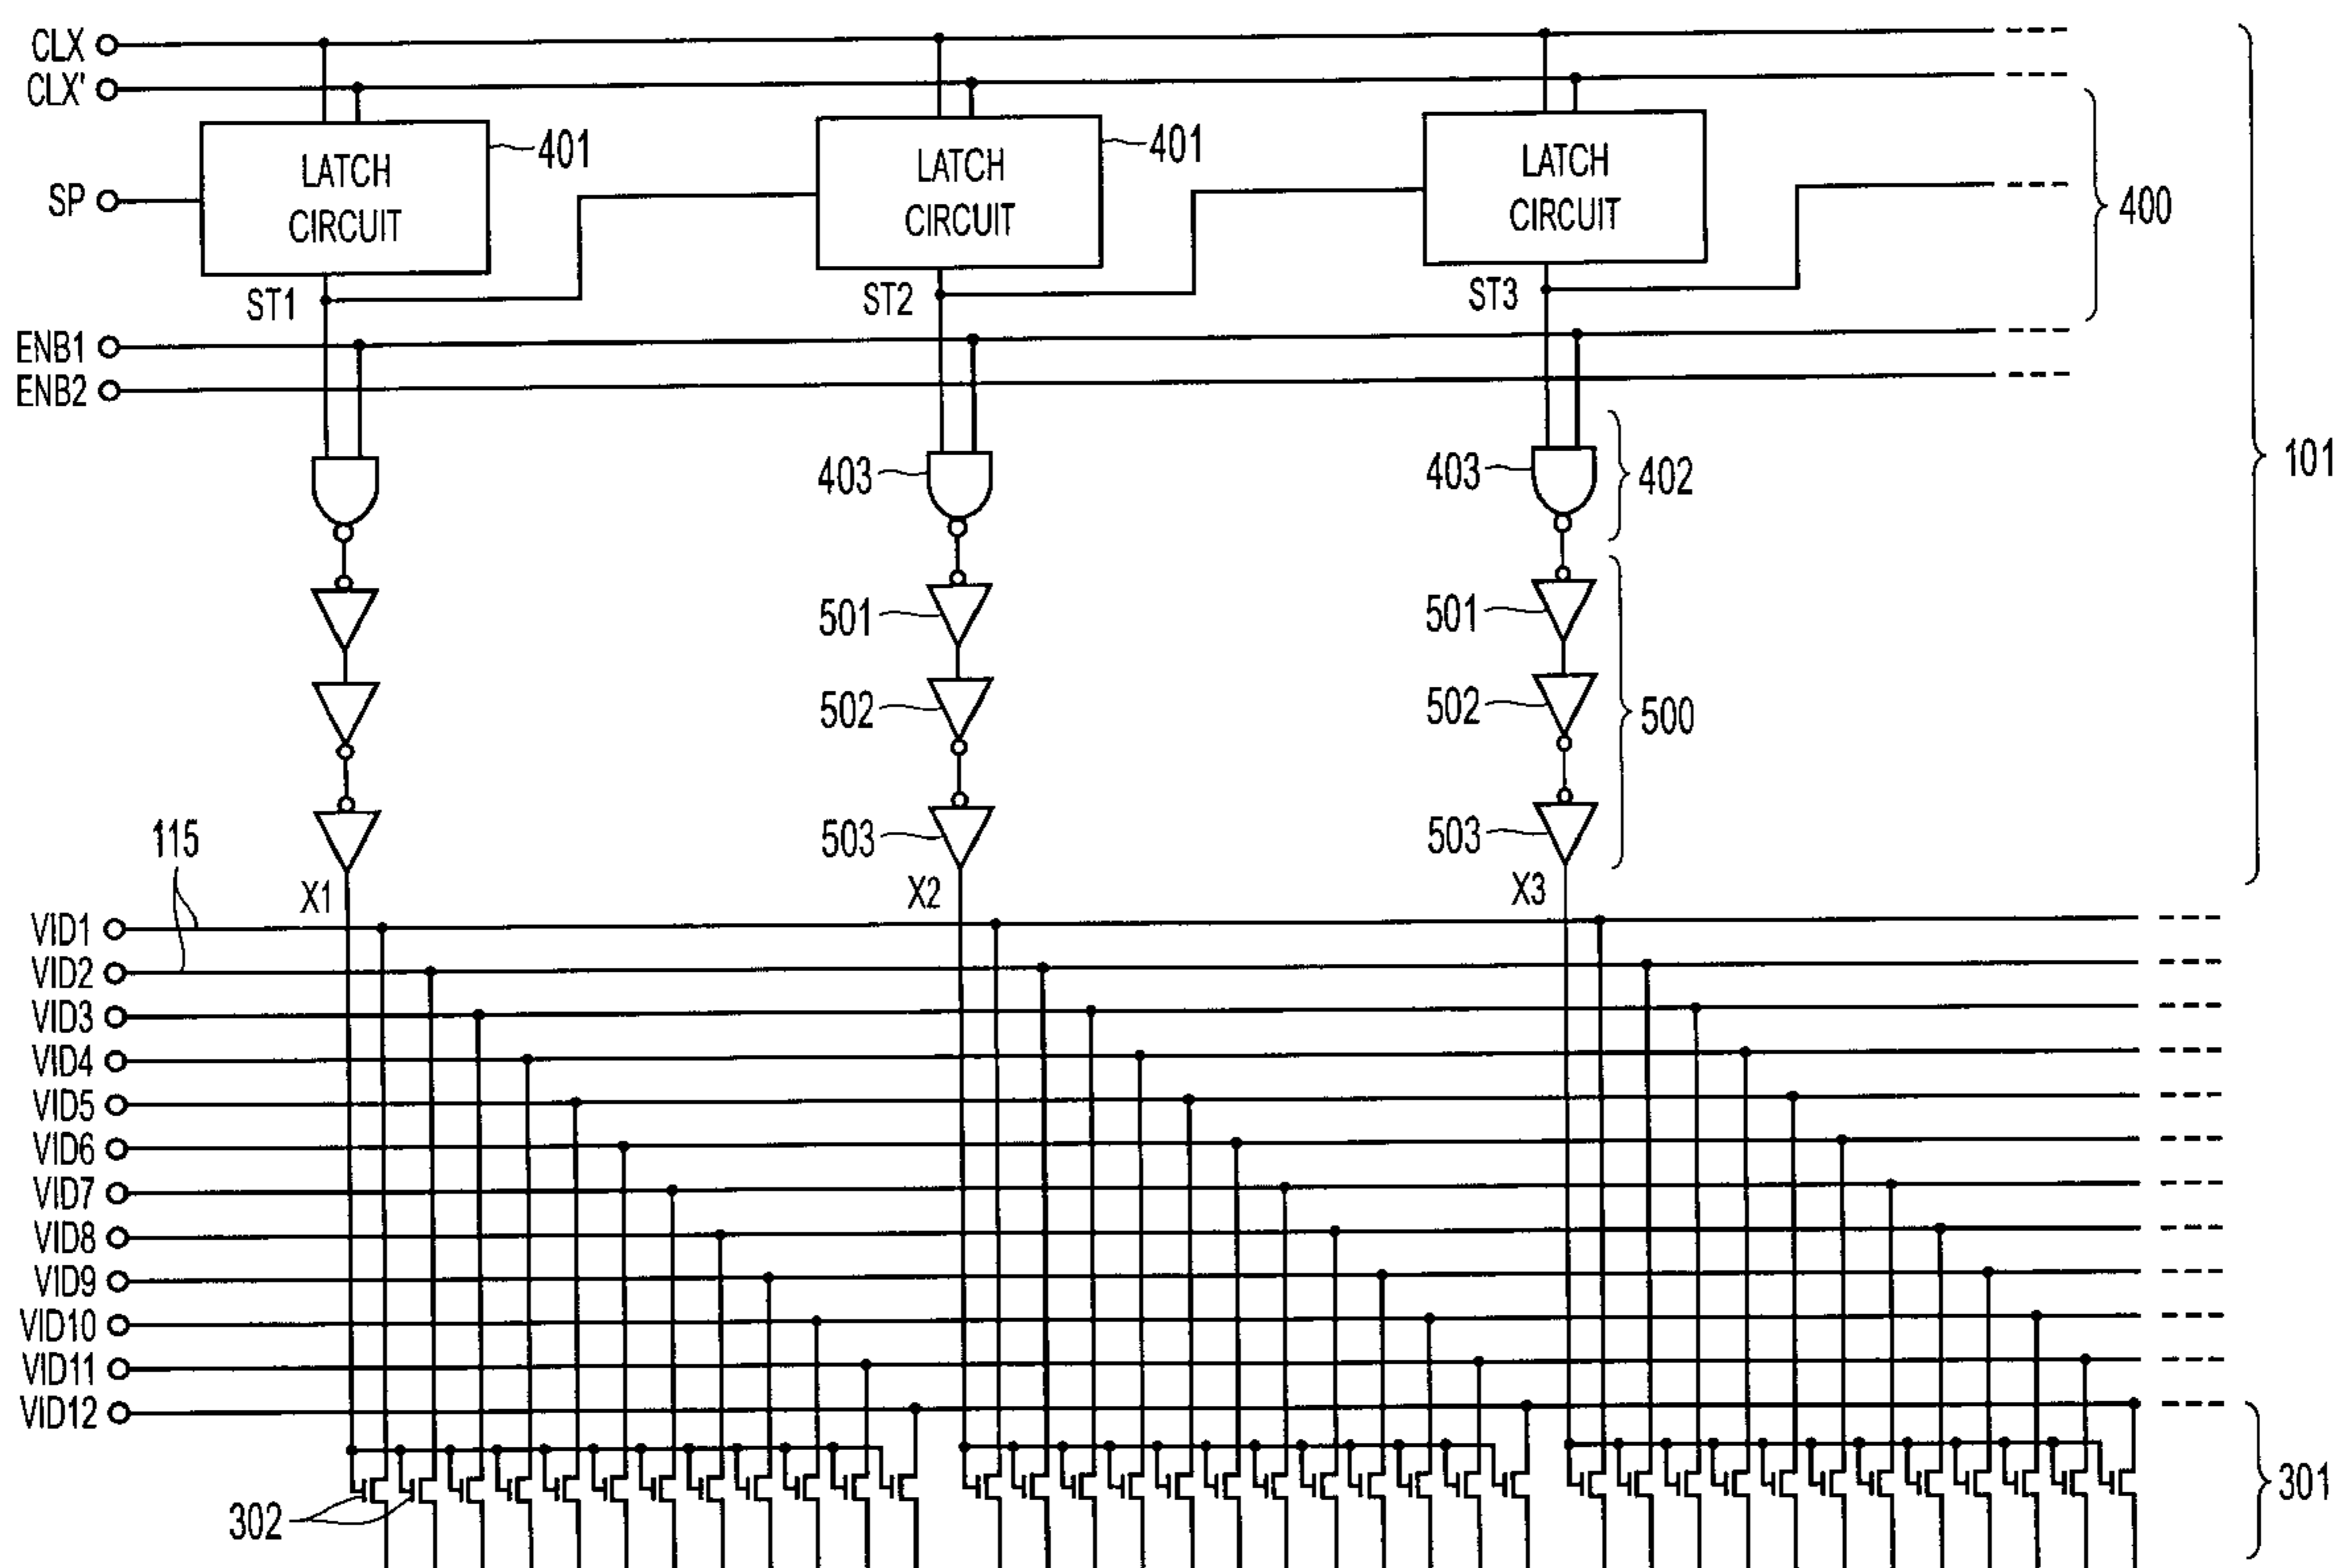 CLX
CLX'
LATCH CIRCUIT
401
LATCH CIRCUIT
401
LATCH CIRCUIT
SP
400
ST1
ST2
ST3
ENB1
ENB2
101
403
403
402
501
501
502
502
500
503
503
115
X1
X2
X3
VID1
VID2
VID3
VID4
VID5
VID6
VID7
VID8
VID9
VID10
VID11
VID12
302
301